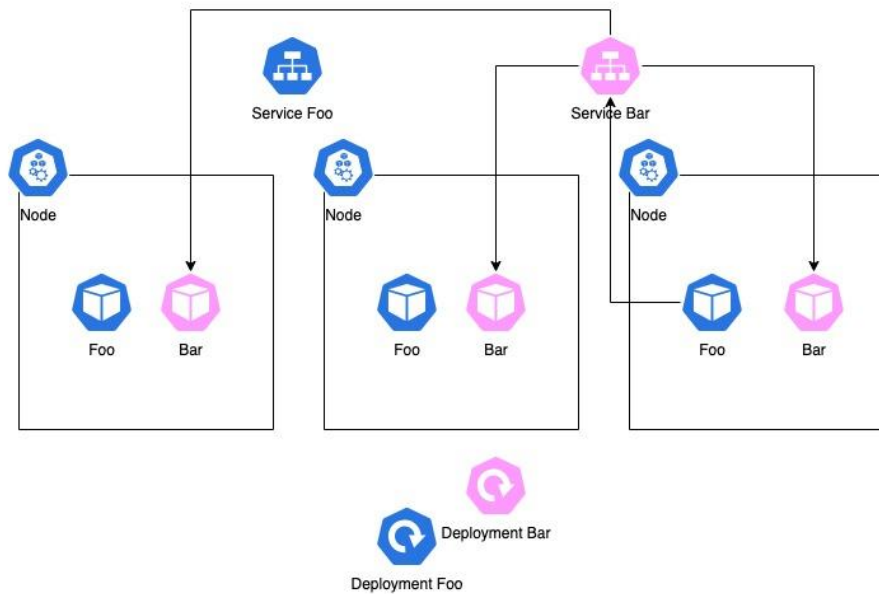 Service Foo
Service Bar
Node
Node
Node
Foo
Bar
Foo
Bar
Foo
Bar
Deployment Bar
Deployment Foo